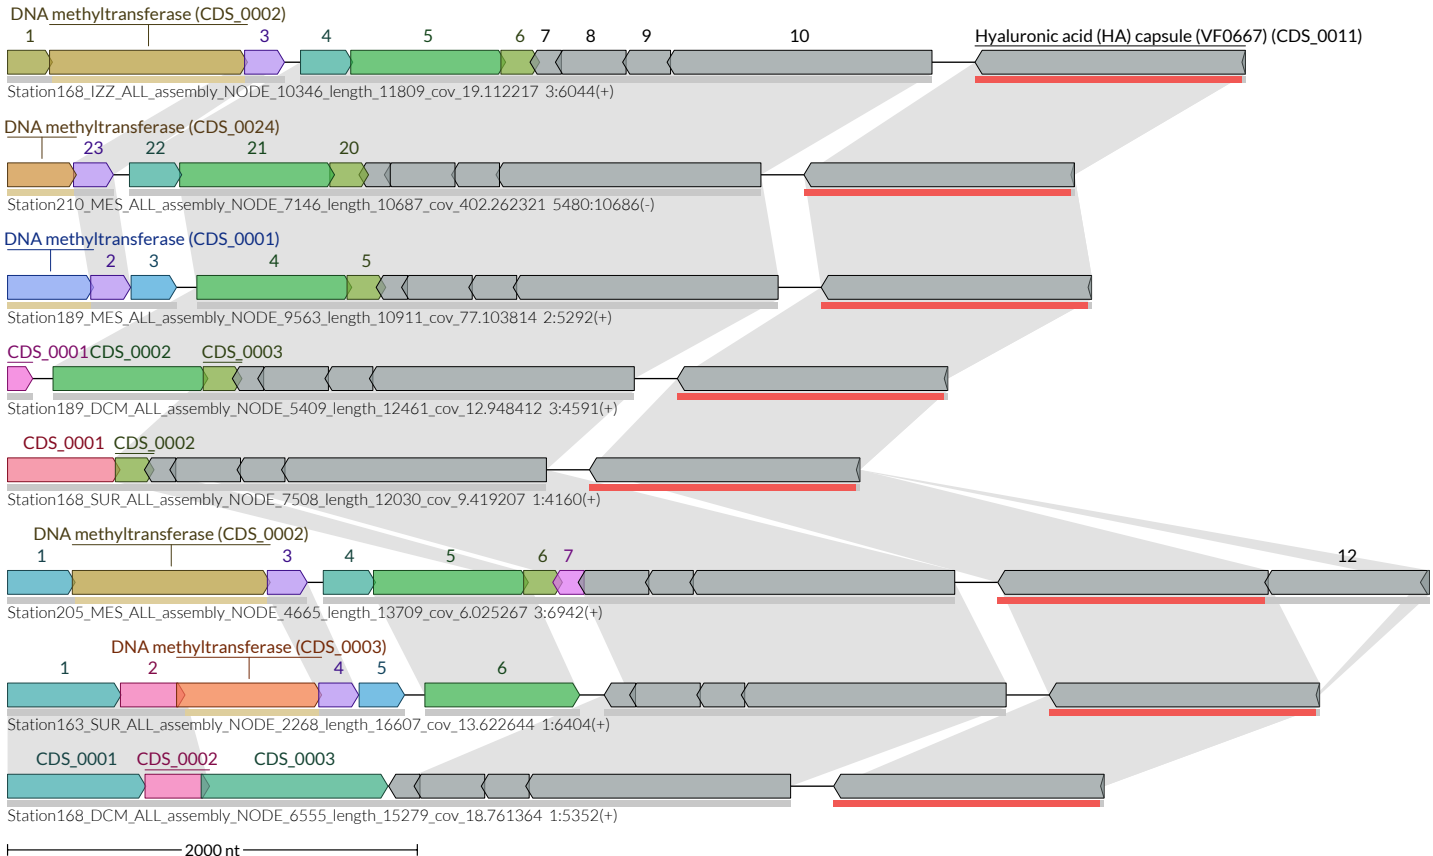 DNA methyltransferase (CDS_0002)
1 3 4 5 6 7 8 9 10 Hyaluronic acid (HA) capsule (VF0667) (CDS_0011)
Station168_IZZ_ALL_assembly_NODE_10346_length_11809_cov_19.112217 3:6044(+)
DNA methyltransferase (CDS_0024)
23 22 21 20
Station210_MES_ALL_assembly_NODE_7146_length_10687_cov_402.262321 5480:10686(-)
DNA methyltransferase (CDS_0001)
2 3 4 5
Station189_MES_ALL_assembly_NODE_9563_length_10911_cov_77.103814 2:5292(+)
CDS_0001 CDS_0002 CDS_0003
Station189_DCM_ALL_assembly_NODE_5409_length_12461_cov_12.948412 3:4591(+)
CDS_0001 CDS_0002
Station168_SUR_ALL_assembly_NODE_7508_length_12030_cov_9.419207 1:4160(+)
DNA methyltransferase (CDS_0002)
1 3 4 5 6 7 12
Station205_MES_ALL_assembly_NODE_4665_length_13709_cov_6.025267 3:6942(+)
DNA methyltransferase (CDS_0003)
1 2 4 5 6
Station163_SUR_ALL_assembly_NODE_2268_length_16607_cov_13.622644 1:6404(+)
CDS_0001 CDS_0002 CDS_0003
Station168_DCM_ALL_assembly_NODE_6555_length_15279_cov_18.761364 1:5352(+)
2000 nt